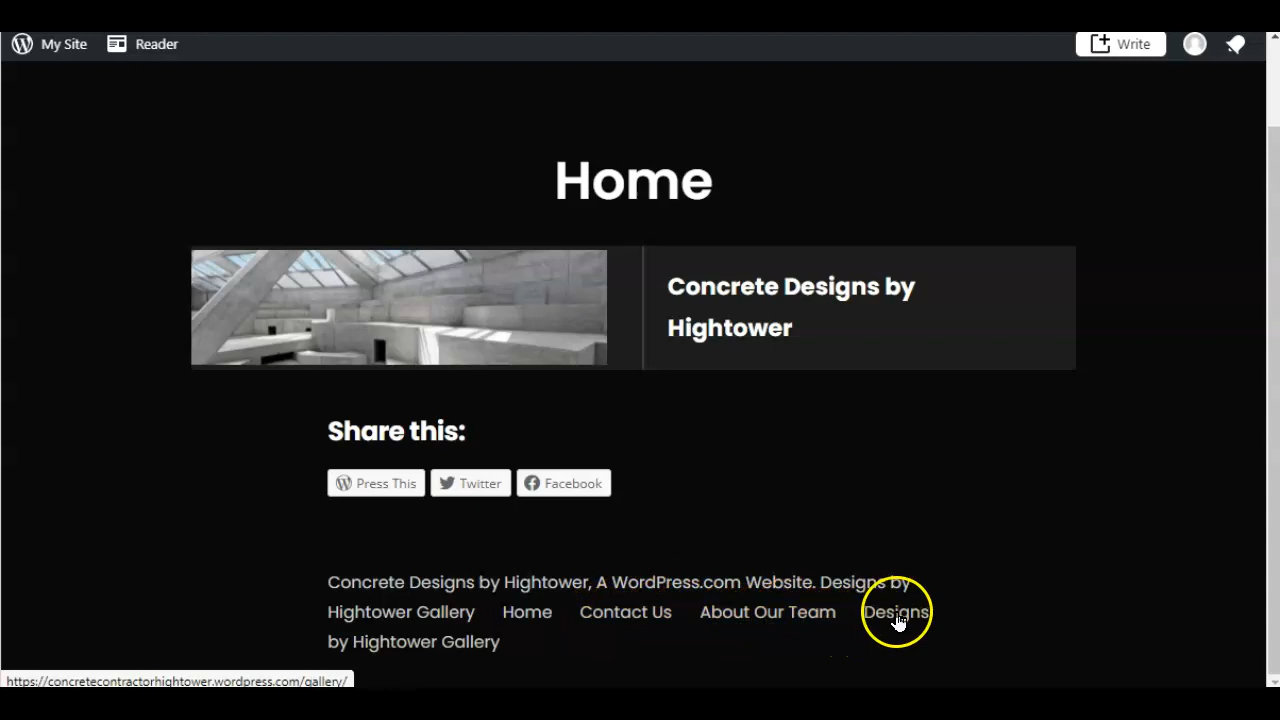 My Site Reader Write
Home
Concrete Designs by
Hightower
Share this:
Press This Twitter Facebook
Concrete Designs by Hightower, A WordPress.com Website. Designs by
Hightower Gallery Home Contact Us About Our Team Designs
by Hightower Gallery
https://concretecontractorhightower.wordpress.com/gallery/